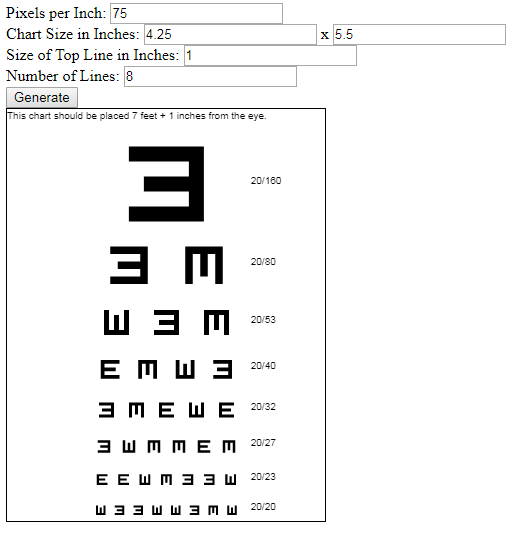 Pixels per Inch: 75
Chart Size in Inches: 4.25 x 5.5
Size of Top Line in Inches: 1
Number of Lines: 8
Generate
This chart should be placed 7 feet + 1 inches from the eye.
Ǝ 20/160
Ǝ M 20/80
W Ǝ M 20/53
E M W Ǝ 20/40
Ǝ M E W E 20/32
Ǝ W M M E M 20/27
E E W M Ǝ Ǝ W 20/23
W Ǝ Ǝ W W Ǝ M W 20/20